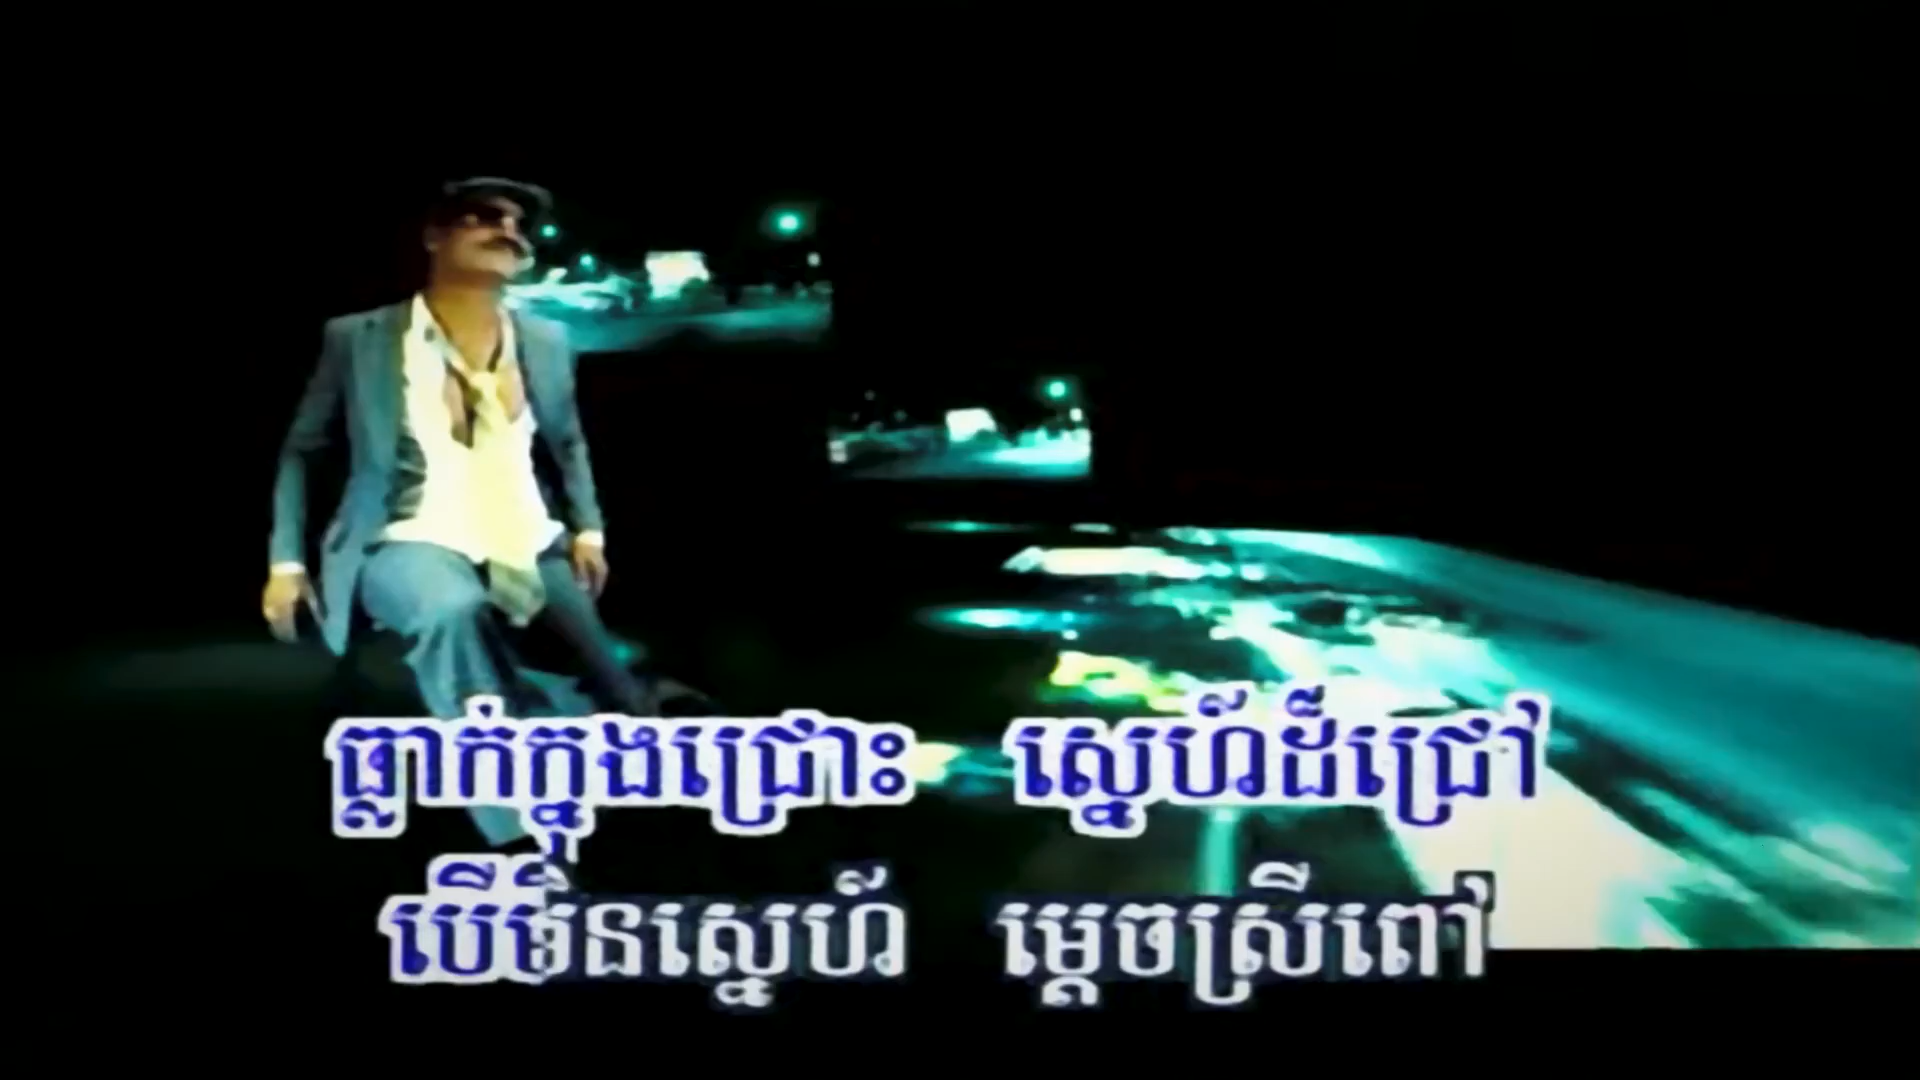 ធ្លាក់ក្នុងជ្រោះ ស្នេហ៍ដ៏ជ្រៅ
បើមិនស្នេហ៍ ម្ដេចស្រីពៅ